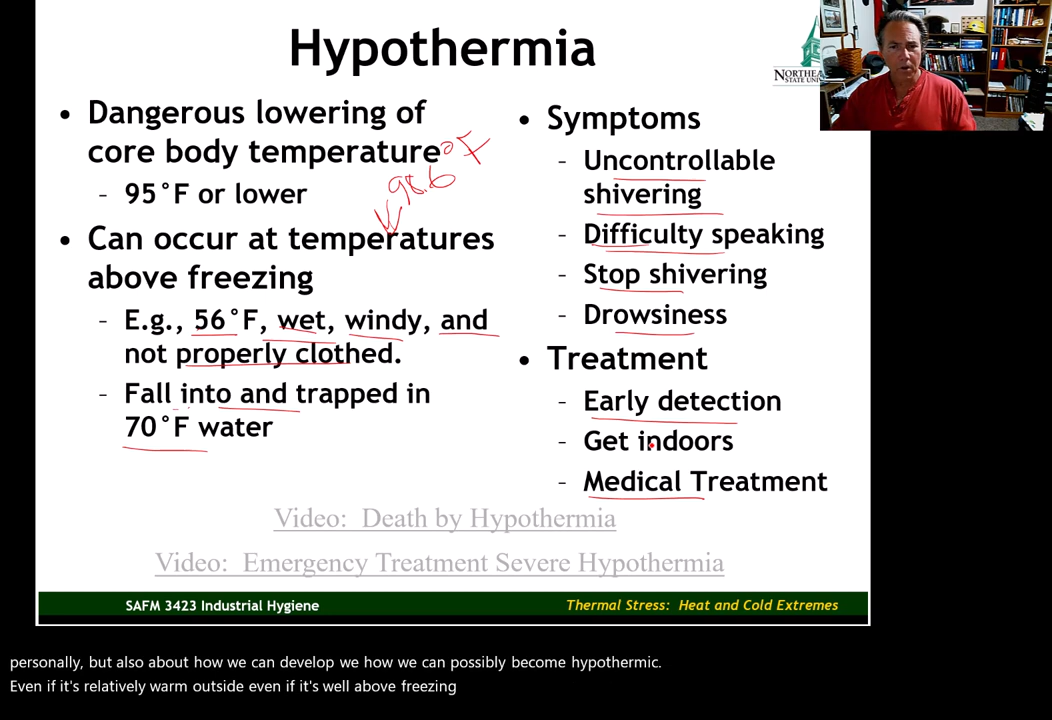 Hypothermia
NORTHEA
STATE UNIV
• Dangerous lowering of
core body temperature
°F
98.6
- 95°F or lower
• Can occur at temperatures
above freezing
- E.g., 56°F, wet, windy, and
not properly clothed.
- Fall into and trapped in
70°F water
• Symptoms
- Uncontrollable
shivering
- Difficulty speaking
- Stop shivering
- Drowsiness
• Treatment
- Early detection
- Get indoors
- Medical Treatment
Video: Death by Hypothermia
Video: Emergency Treatment Severe Hypothermia
SAFM 3423 Industrial Hygiene
Thermal Stress: Heat and Cold Extremes
personally, but also about how we can develop we how we can possibly become hypothermic.
Even if it's relatively warm outside even if it's well above freezing